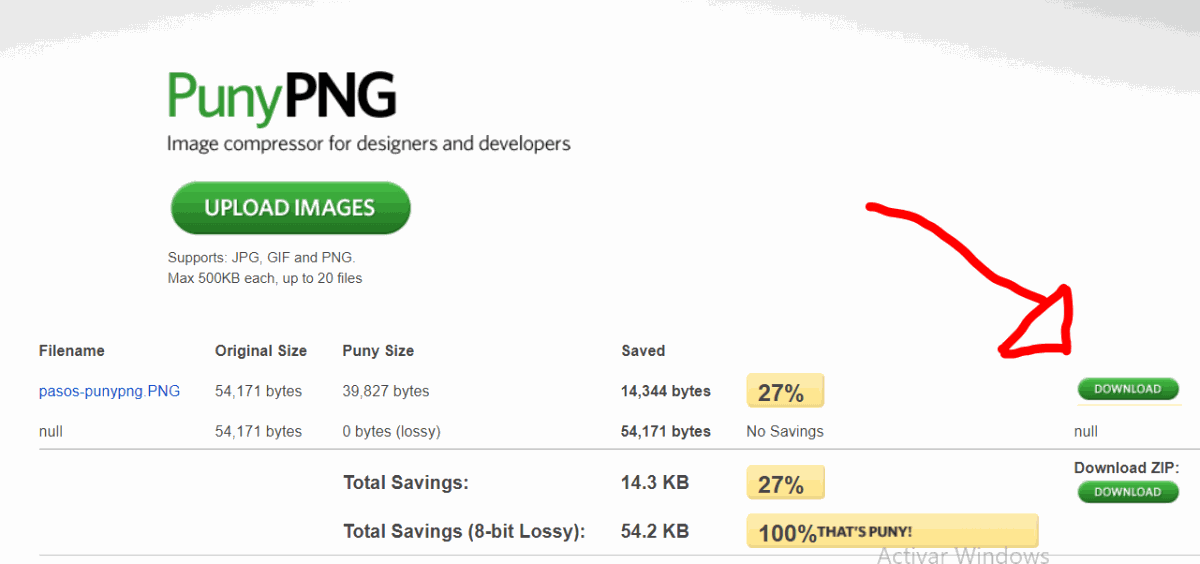 PunyPNG
Image compressor for designers and developers
UPLOAD IMAGES
Supports: JPG, GIF and PNG.
Max 500KB each, up to 20 files
Filename Original Size Puny Size Saved
pasos-punypng.PNG 54,171 bytes 39,827 bytes 14,344 bytes 27% DOWNLOAD
null 54,171 bytes 0 bytes (lossy) 54,171 bytes No Savings null
Download ZIP:
Total Savings: 14.3 KB 27% DOWNLOAD
Total Savings (8-bit Lossy): 54.2 KB 100% THAT'S PUNY!
Activar Windows